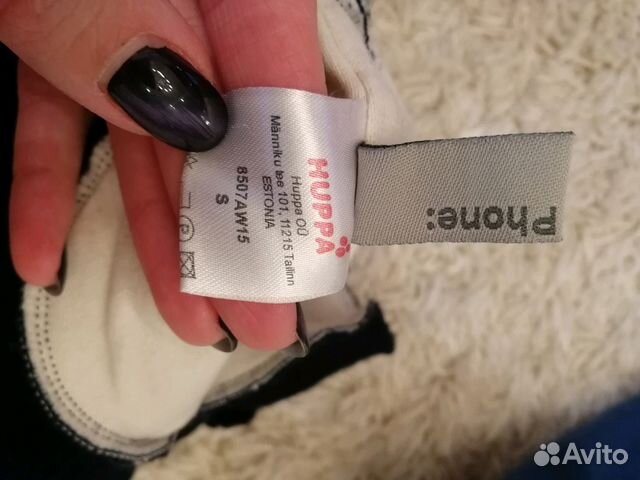 HUPPA
Huppa OÜ
Männiku tee 101, 11215 Tallinn
ESTONIA
8507AW15
S
Phone:
Avito